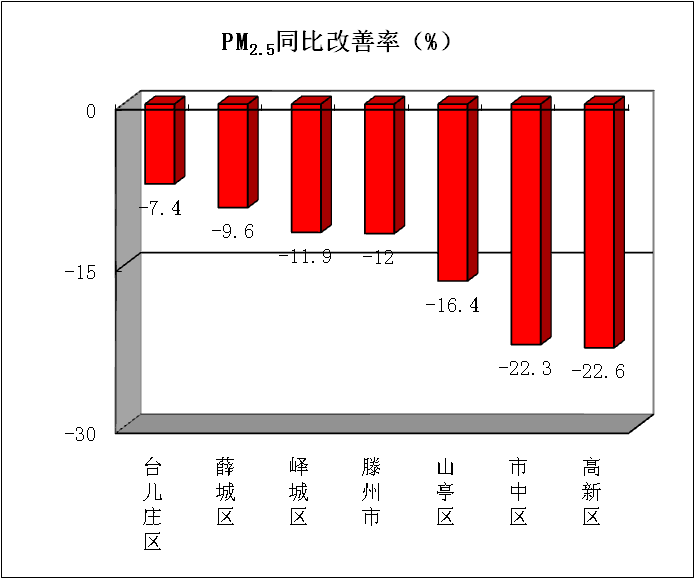 PM2.5同比改善率（%）
0
-7.4
-9.6
-11.9
-12
-15
-16.4
-22.3
-22.6
-30
台儿庄区
薛城区
峄城区
滕州市
山亭区
市中区
高新区